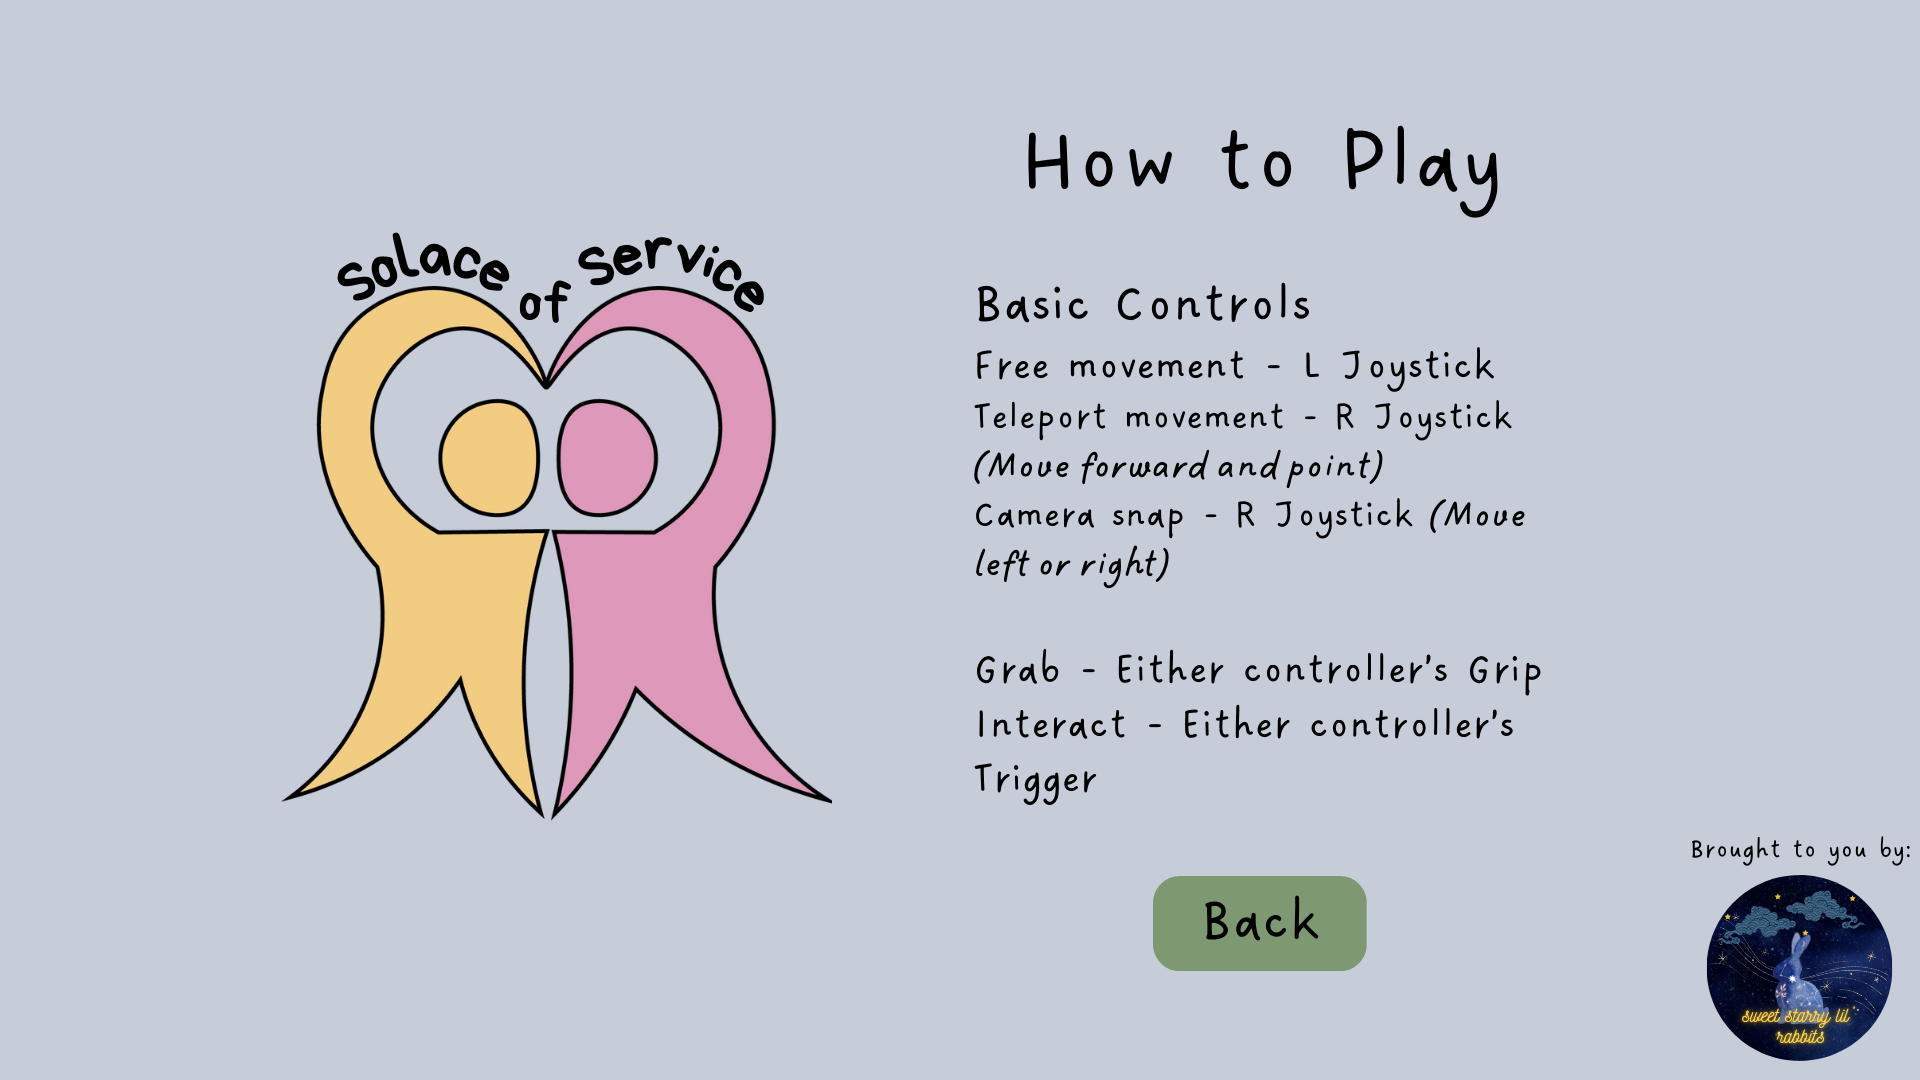 Solace of Service
How to Play
Basic Controls
Free movement - L Joystick
Teleport movement - R Joystick
(Move forward and point)
Camera snap - R Joystick (Move
left or right)
Grab - Either controller's Grip
Interact - Either controller's
Trigger
Back
Brought to you by:
sweet starry lil
rabbits